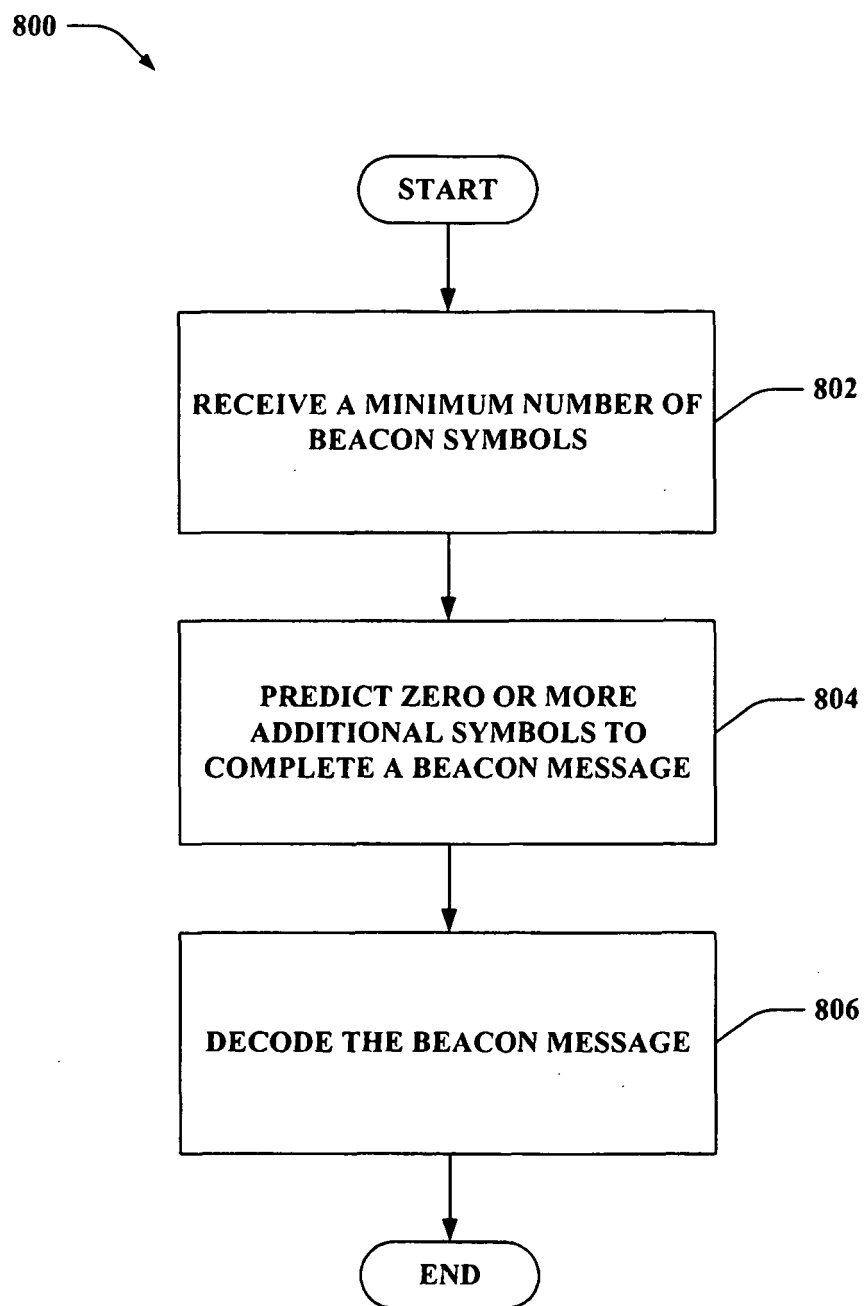 800
START
RECEIVE A MINIMUM NUMBER OF
BEACON SYMBOLS
802
PREDICT ZERO OR MORE
ADDITIONAL SYMBOLS TO
COMPLETE A BEACON MESSAGE
804
DECODE THE BEACON MESSAGE
806
END